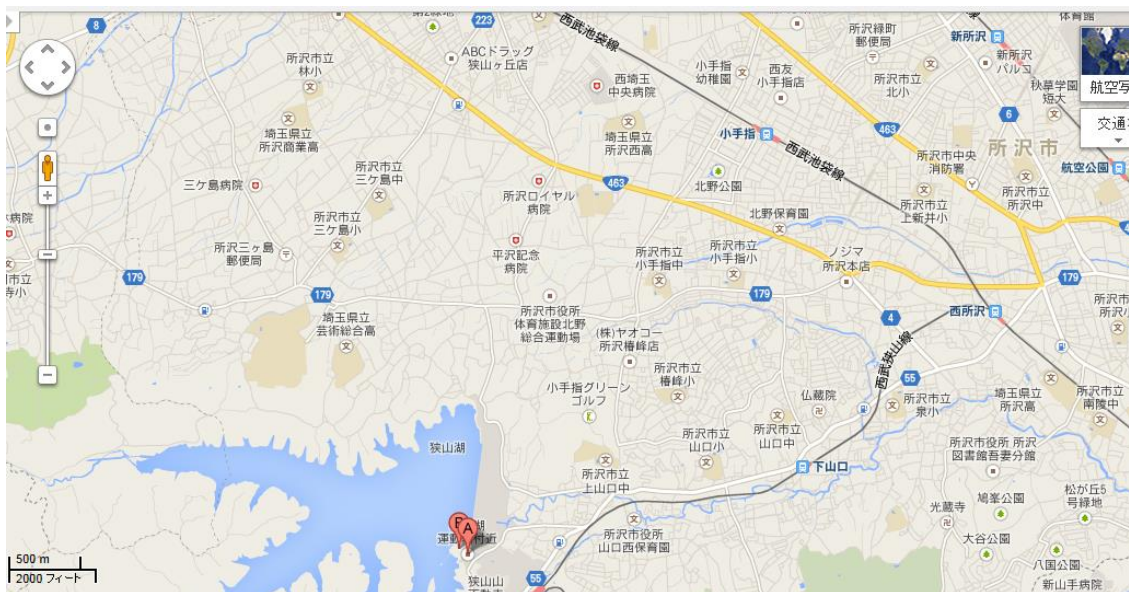 8
第2緑地
223
ABCドラッグ
狭山ヶ丘店
西武池袋線
体育館
所沢緑町
郵便局
新所沢
新所沢
パルコ
所沢市立
林小
西埼玉
中央病院
小手指
幼稚園
西友
小手指店
所沢市立
北小
秋草学園
短大
航空写
交通
6
埼玉県立
所沢商業高
埼玉県立
所沢西高
小手指
西武池袋線
463
所沢市
所沢市中央
消防署
航空公園
三ケ島病院
所沢市立
三ケ島中
所沢ロイヤル
病院
463
北野公園
所沢市立
上新井小
所沢市立
所沢中
病院
所沢市立
三ケ島小
北野保育園
所沢三ヶ島
郵便局
平沢記念
病院
所沢市立
小手指中
所沢市立
小手指小
ノジマ
所沢本店
179
市立
寺小
179
179
179
埼玉県立
芸術総合高
所沢市役所
体育施設北野
総合運動場
(株)ヤオコー
所沢椿峰店
4
西所沢
西武狭山線
所沢市立
椿峰小
55
小手指グリーン
ゴルフ
仏蔵院
所沢市立
泉小
埼玉県立
所沢高
所沢市立
南陵中
狭山湖
所沢市立
山口小
所沢市立
山口中
所沢市役所 所沢
図書館吾妻分館
所沢市立
上山口中
下山口
光蔵寺
鳩峯公園
松が丘5
号緑地
A
所沢市役所
山口西保育園
大谷公園
八国公園
新山手病院
500 m
2000 フィート
狭山山
55